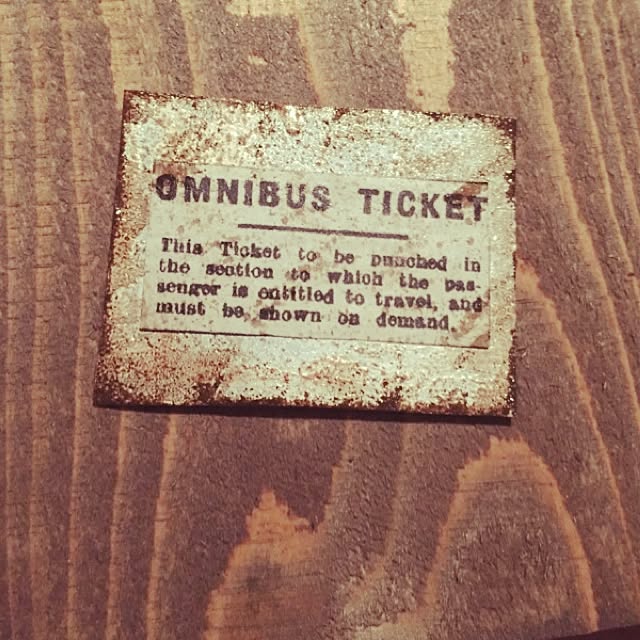 OMNIBUS TICKET
This Ticket to be punched in
the section to which the pas-
senger is entitled to travel, and
must be shown on demand.